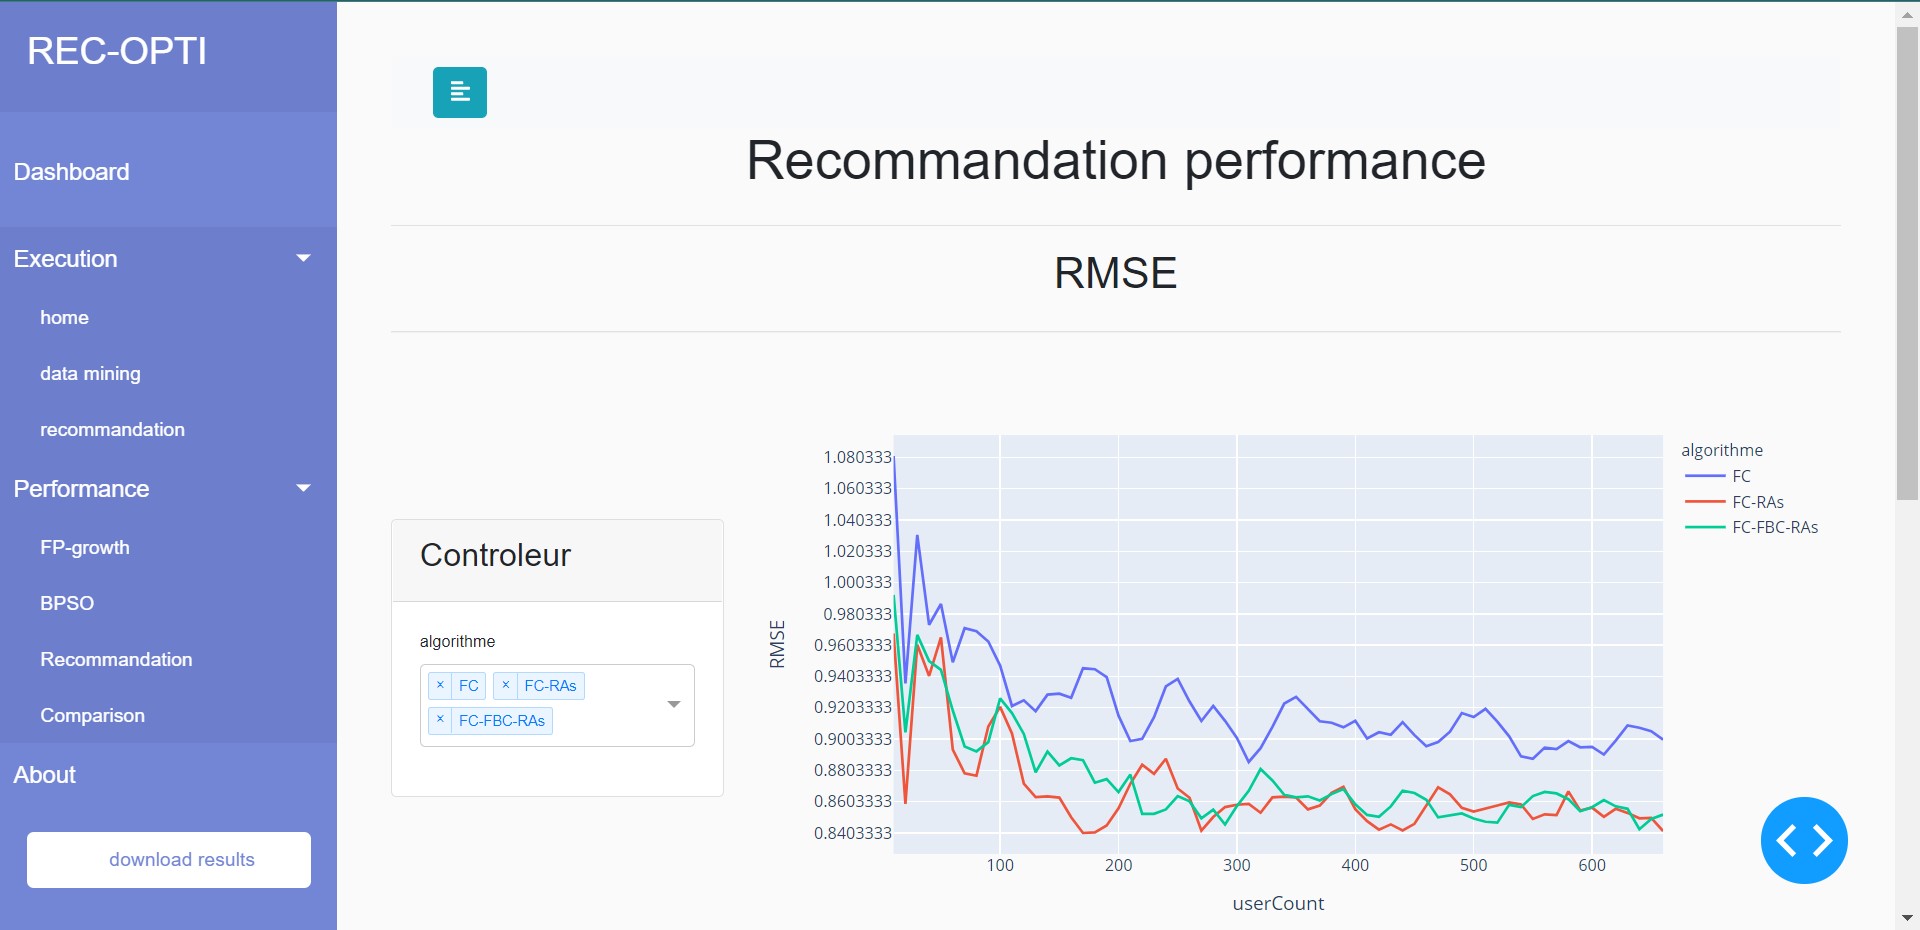 REC-OPTI
Dashboard
Execution
home
data mining
recommandation
Performance
FP-growth
BPSO
Recommandation
Comparison
About
download results
Recommandation performance
RMSE
Controleur
algorithme
× FC × FC-RAs
× FC-FBC-RAs
RMSE
1.080333
1.060333
1.040333
1.020333
1.000333
0.980333
0.9603333
0.9403333
0.9203333
0.9003333
0.8803333
0.8603333
0.8403333
100 200 300 400 500 600
userCount
algorithme
FC
FC-RAs
FC-FBC-RAs